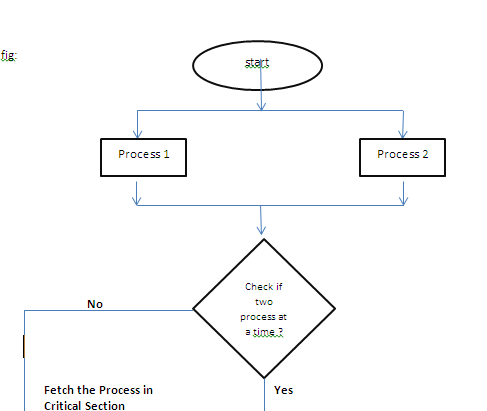 fig:
start
Process 1
Process 2
Check if
two
process at
a time ?
No
Yes
Fetch the Process in
Critical Section